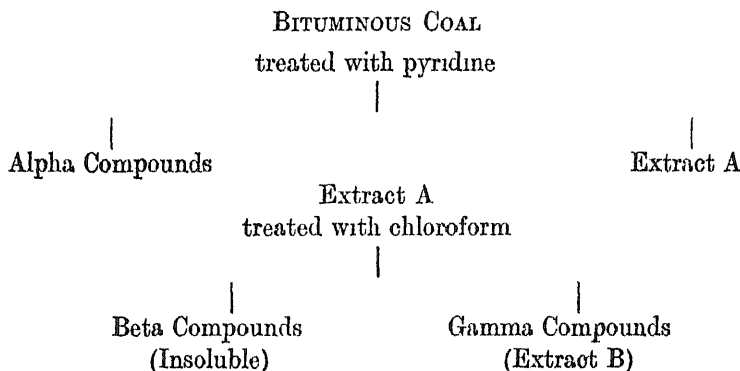 BITUMINOUS COAL
treated with pyridine
Alpha Compounds Extract A
Extract A
treated with chloroform
Beta Compounds Gamma Compounds
(Insoluble) (Extract B)